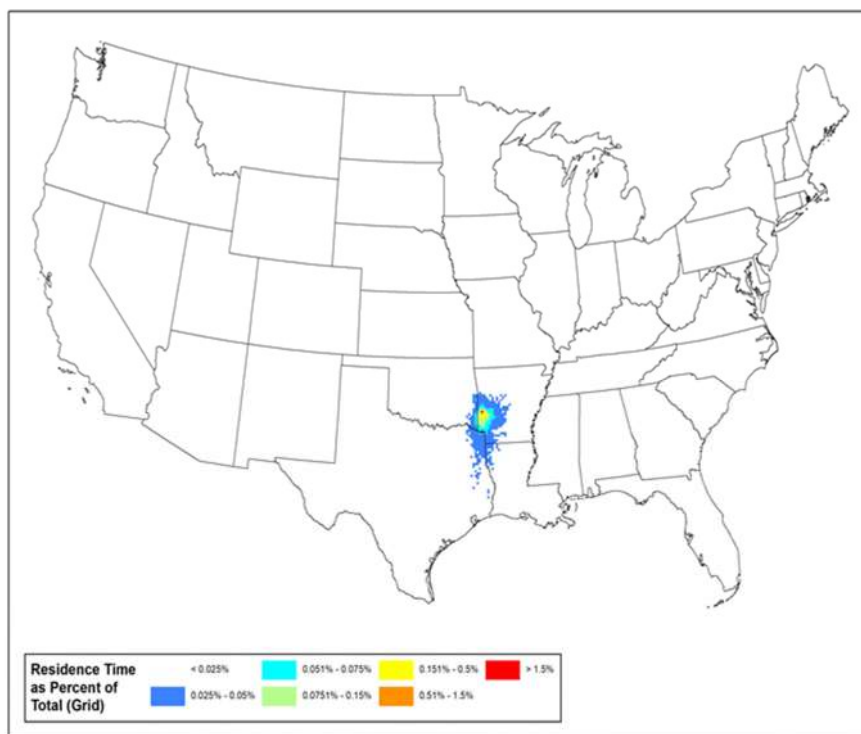 Residence Time
as Percent of
Total (Grid)
< 0.025%
0.025% - 0.05%
0.051% - 0.075%
0.0751% - 0.15%
0.151% - 0.5%
0.51% - 1.5%
> 1.5%